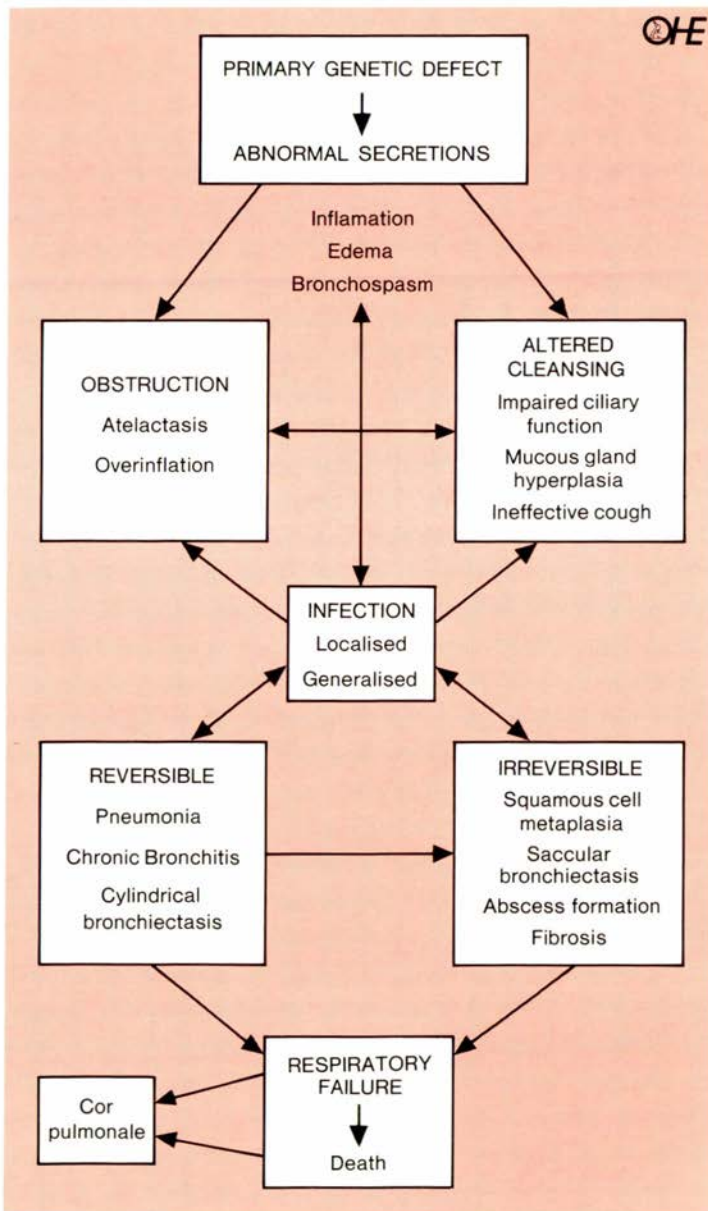 OHE
PRIMARY GENETIC DEFECT
ABNORMAL SECRETIONS
Inflamation
Edema
Bronchospasm
OBSTRUCTION
Atelactasis
Overinflation
ALTERED
CLEANSING
Impaired ciliary
function
Mucous gland
hyperplasia
Ineffective cough
INFECTION
Localised
Generalised
REVERSIBLE
Pneumonia
Chronic Bronchitis
Cylindrical
bronchiectasis
IRREVERSIBLE
Squamous cell
metaplasia
Saccular
bronchiectasis
Abscess formation
Fibrosis
RESPIRATORY
FAILURE
Death
Cor
pulmonale